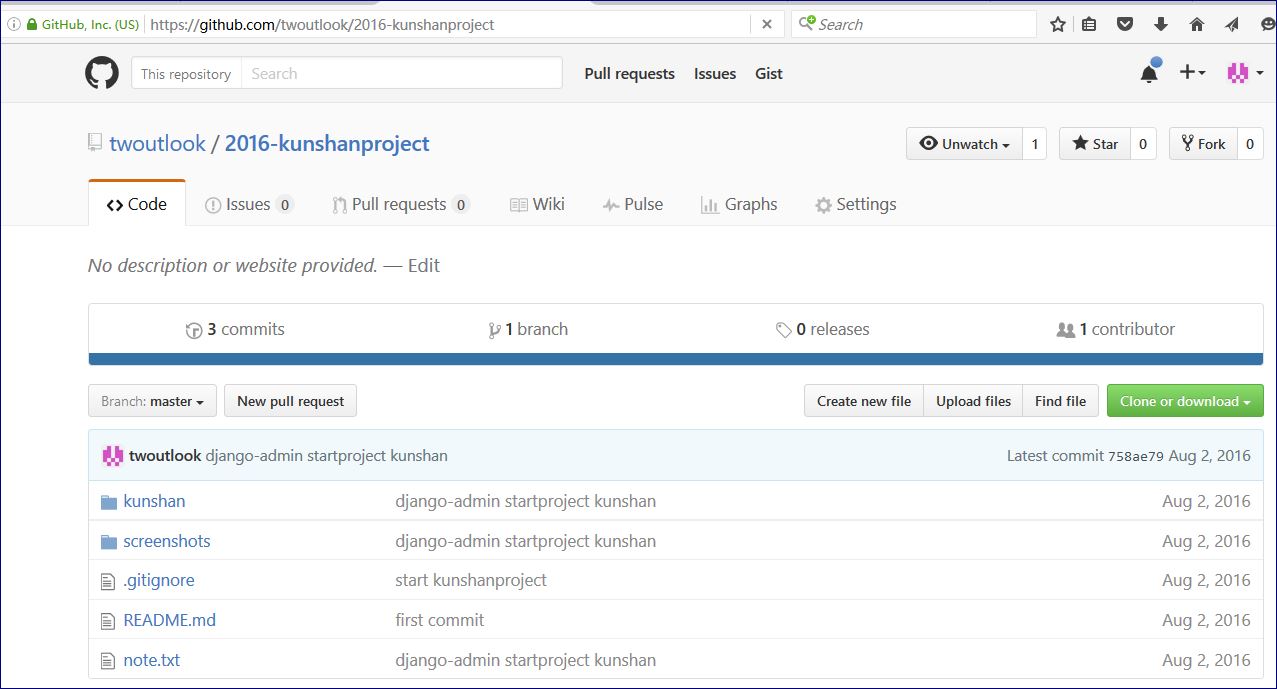 GitHub, Inc. (US) https://github.com/twoutlook/2016-kunshanproject Search
This repository Search Pull requests Issues Gist
twoutlook / 2016-kunshanproject Unwatch 1 Star 0 Fork 0
Code Issues 0 Pull requests 0 Wiki Pulse Graphs Settings
No description or website provided. — Edit
3 commits 1 branch 0 releases 1 contributor
Branch: master New pull request Create new file Upload files Find file Clone or download
twoutlook django-admin startproject kunshan Latest commit 758ae79 Aug 2, 2016
kunshan django-admin startproject kunshan Aug 2, 2016
screenshots django-admin startproject kunshan Aug 2, 2016
.gitignore start kunshanproject Aug 2, 2016
README.md first commit Aug 2, 2016
note.txt django-admin startproject kunshan Aug 2, 2016